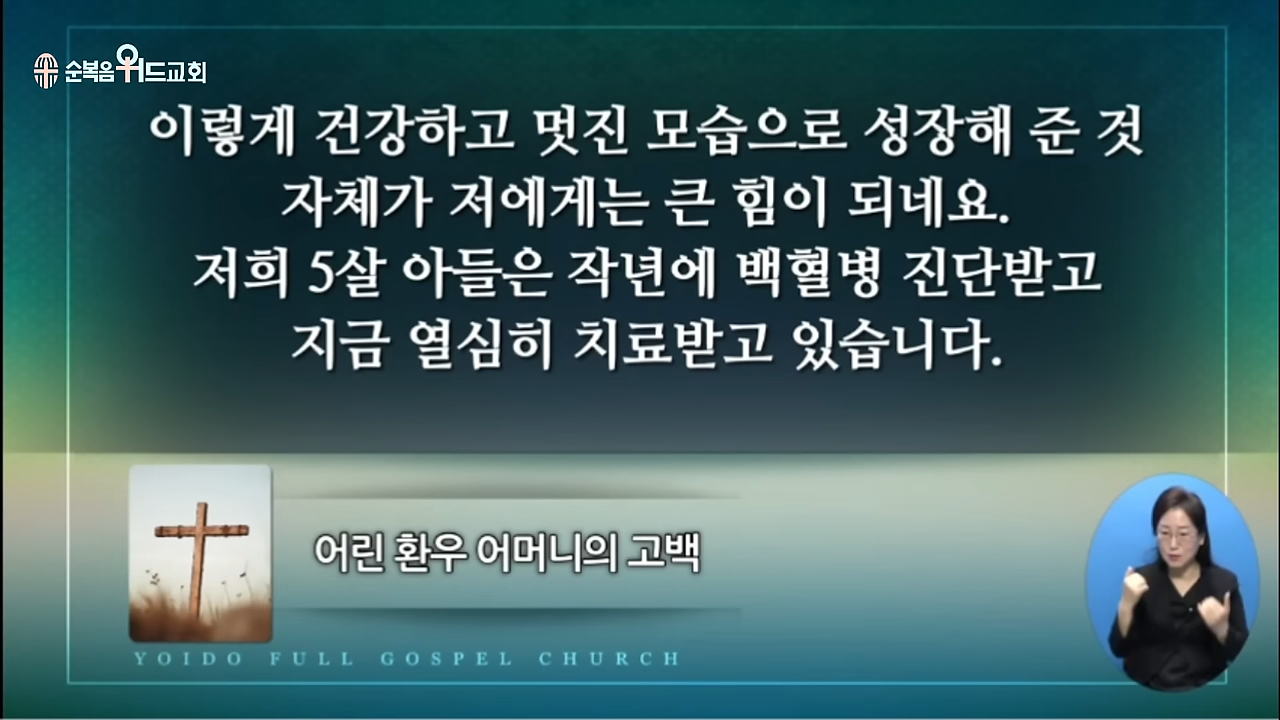 순복음위드교회
이렇게 건강하고 멋진 모습으로 성장해 준 것
자체가 저에게는 큰 힘이 되네요.
저희 5살 아들은 작년에 백혈병 진단받고
지금 열심히 치료받고 있습니다.
어린 환우 어머니의 고백
YOIDO FULL GOSPEL CHURCH